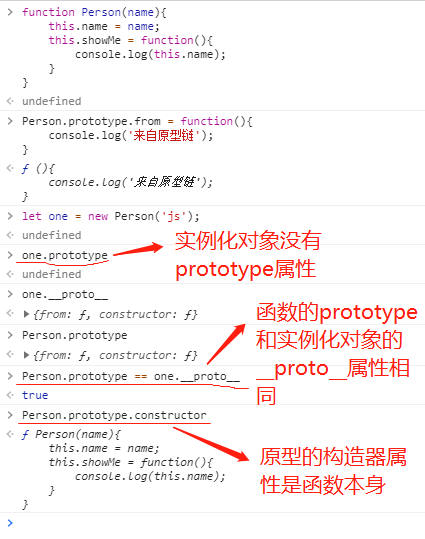 function Person(name){
this.name = name;
this.showMe = function(){
console.log(this.name);
}
}
undefined
Person.prototype.from = function(){
console.log('来自原型链');
}
ƒ (){
console.log('来自原型链');
}
let one = new Person('js');
undefined
one.prototype
undefined
实例化对象没有
prototype属性
one.__proto__
{from: ƒ, constructor: ƒ}
Person.prototype
{from: ƒ, constructor: ƒ}
函数的prototype
和实例化对象的
__proto__属性相
同
Person.prototype == one.__proto__
true
Person.prototype.constructor
ƒ Person(name){
this.name = name;
this.showMe = function(){
console.log(this.name);
}
}
原型的构造器属
性是函数本身